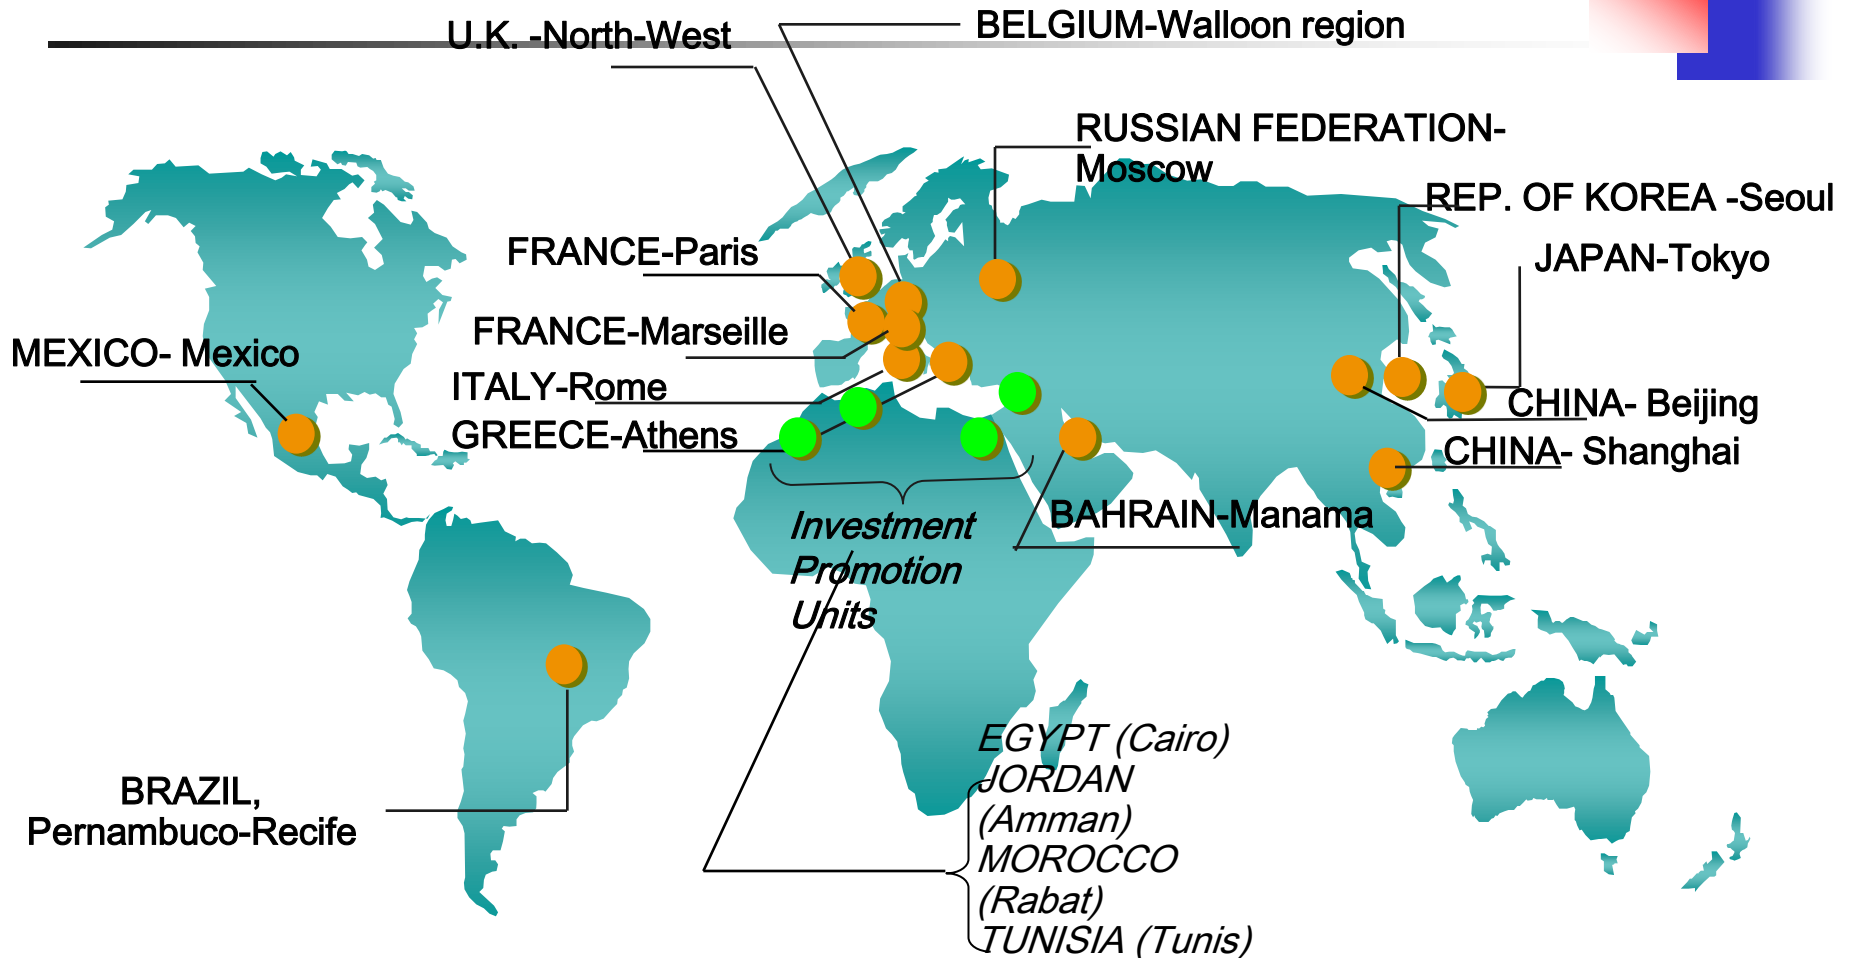 U.K. -North-West
BELGIUM-Walloon region
RUSSIAN FEDERATION-
Moscow
REP. OF KOREA -Seoul
FRANCE-Paris
JAPAN-Tokyo
FRANCE-Marseille
MEXICO- Mexico
ITALY-Rome
CHINA- Beijing
GREECE-Athens
CHINA- Shanghai
Investment
Promotion
Units
BAHRAIN-Manama
EGYPT (Cairo)
JORDAN
(Amman)
MOROCCO
(Rabat)
TUNISIA (Tunis)
BRAZIL,
Pernambuco-Recife